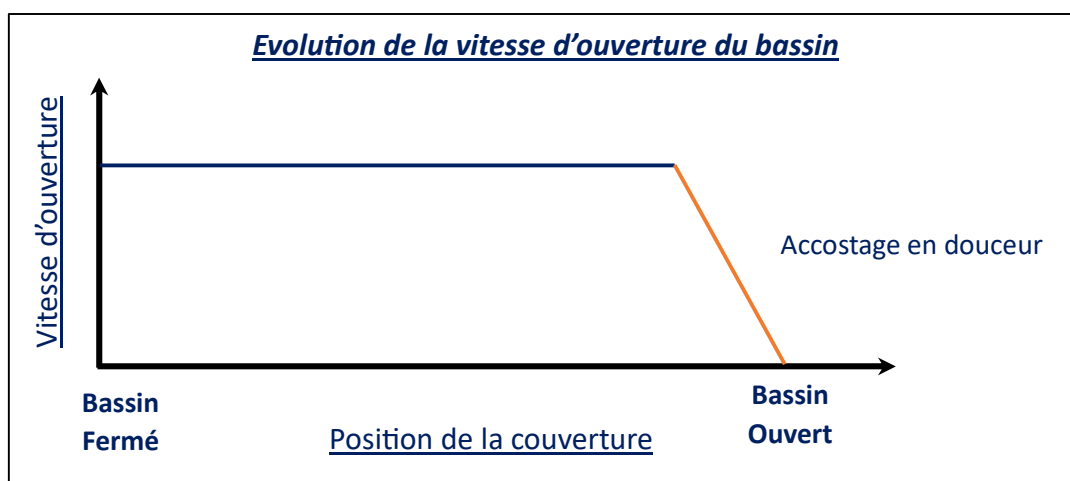 Evolution de la vitesse d’ouverture du bassin
Vitesse d’ouverture
Accostage en douceur
Bassin
Fermé
Position de la couverture
Bassin
Ouvert